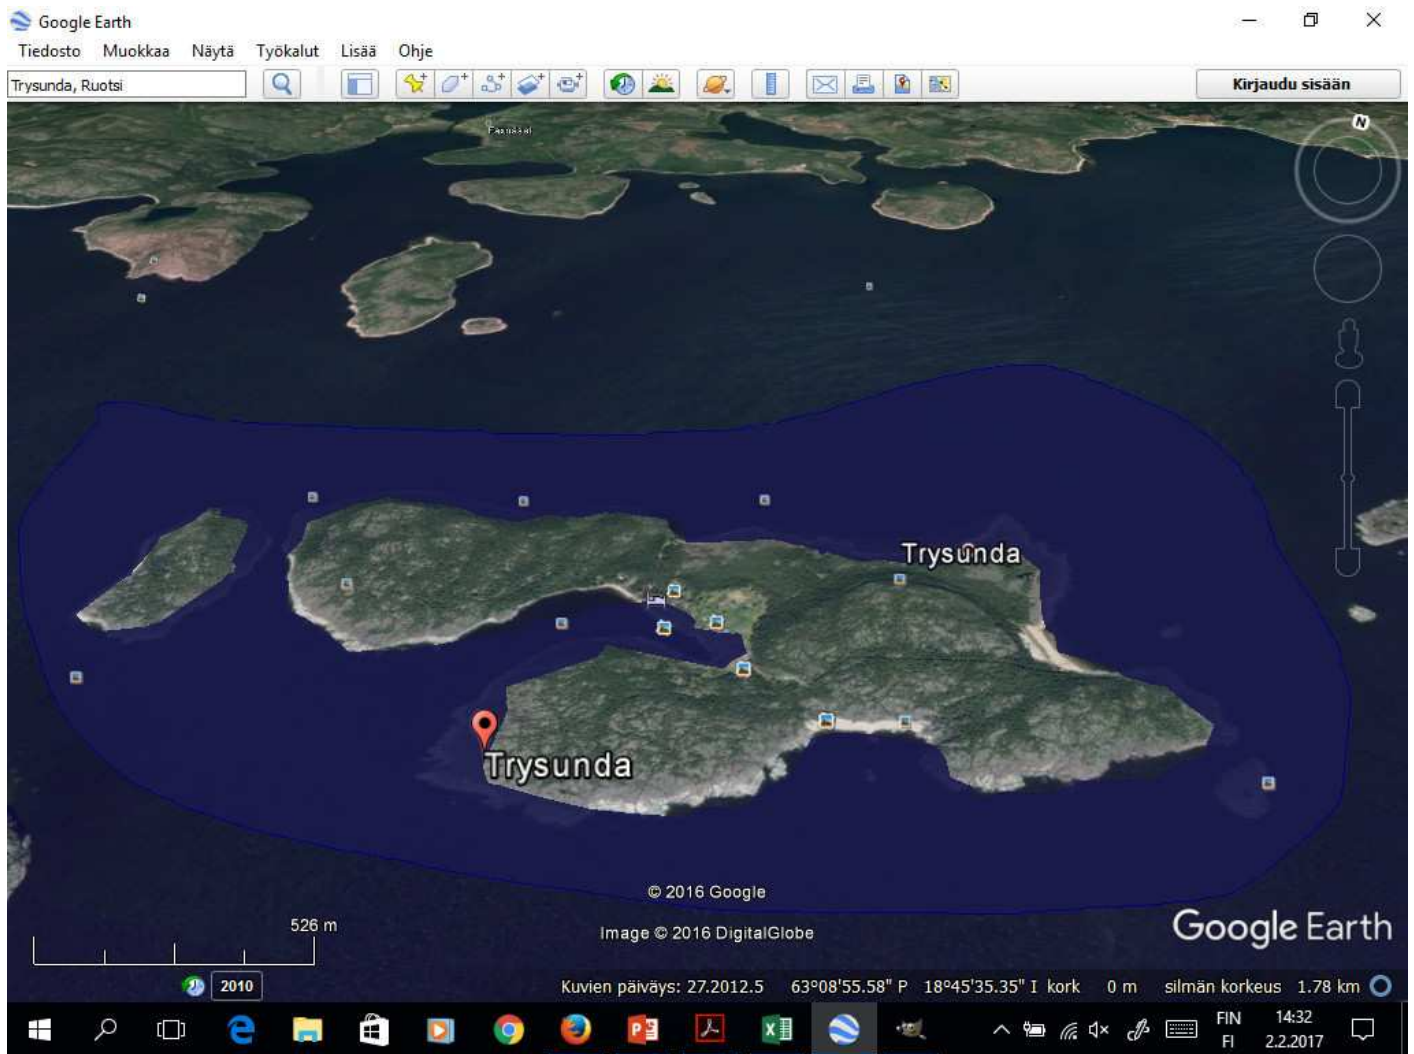 Google Earth
Tiedosto Muokkaa Näytä Työkalut Lisää Ohje
Trysunda, Ruotsi
Kirjaudu sisään
N
Trysunda
Trysunda
© 2016 Google
526 m
Image © 2016 DigitalGlobe
Google Earth
2010
Kuvien päiväys: 27.2012.5 63°08'55.58" P 18°45'35.35" I kork 0 m silmän korkeus 1.78 km
FIN 14:32
FI 2.2.2017